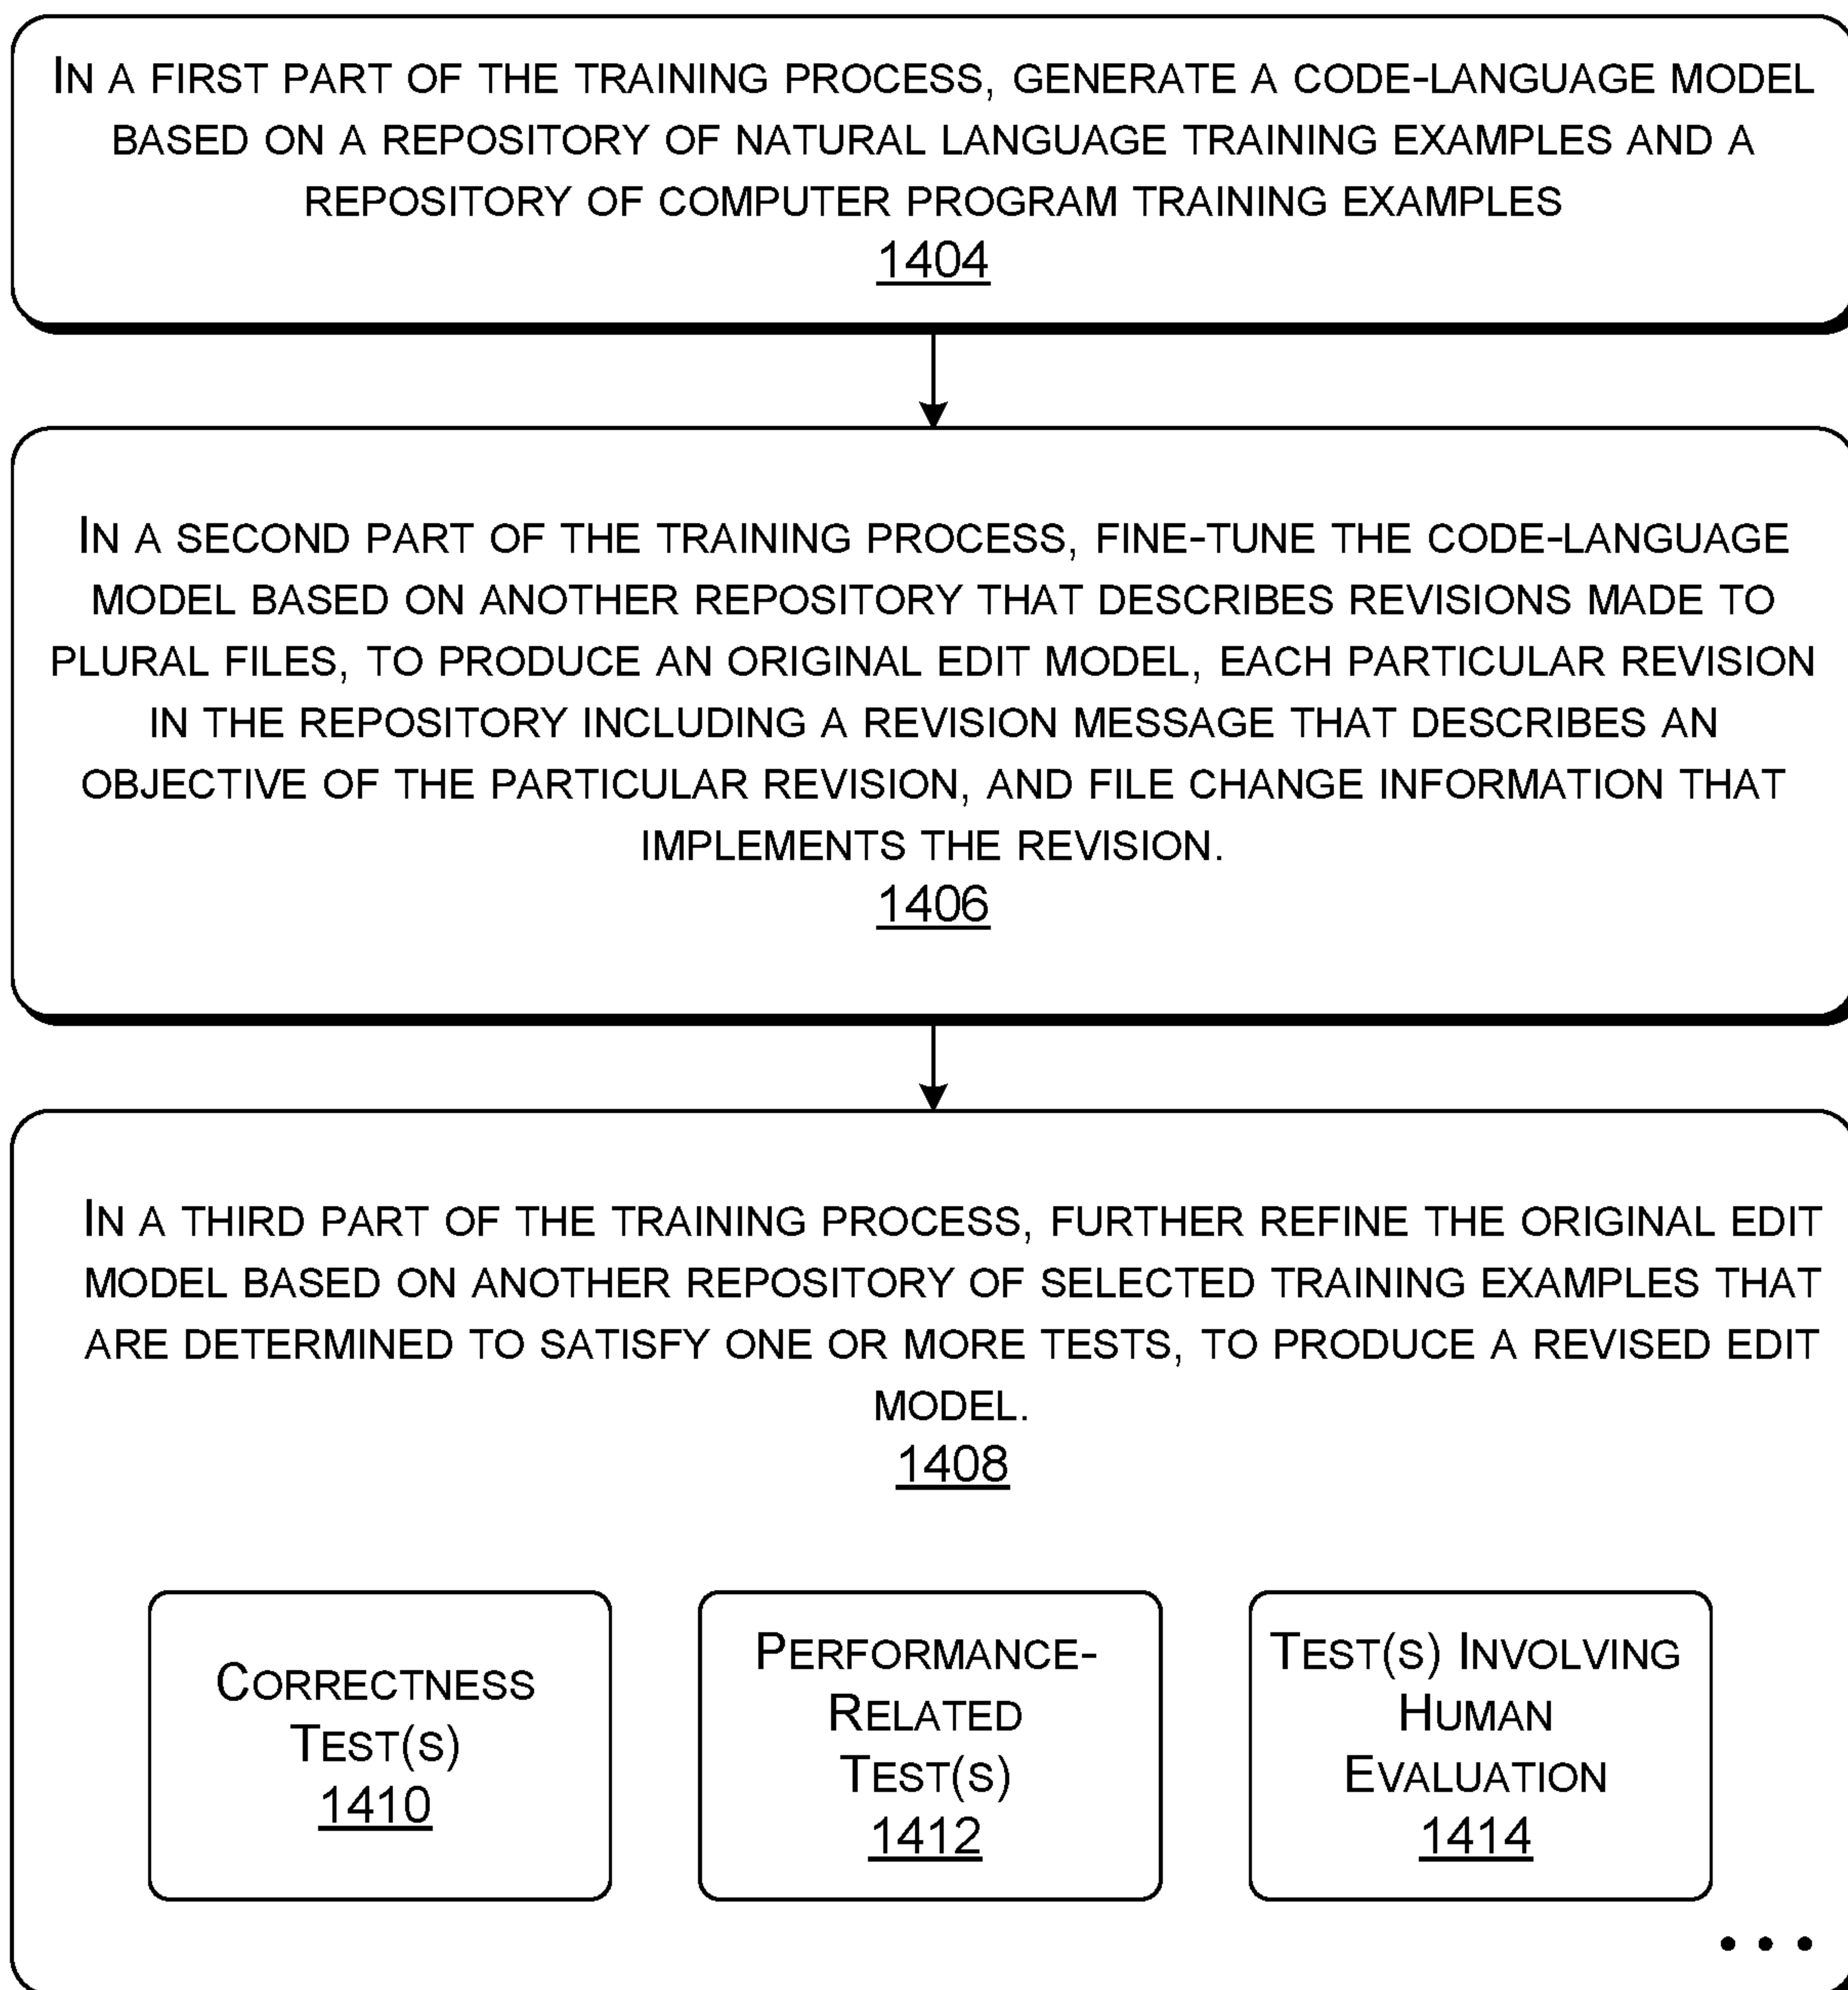 IN A FIRST PART OF THE TRAINING PROCESS, GENERATE A CODE-LANGUAGE MODEL
BASED ON A REPOSITORY OF NATURAL LANGUAGE TRAINING EXAMPLES AND A
REPOSITORY OF COMPUTER PROGRAM TRAINING EXAMPLES
1404
IN A SECOND PART OF THE TRAINING PROCESS, FINE-TUNE THE CODE-LANGUAGE
MODEL BASED ON ANOTHER REPOSITORY THAT DESCRIBES REVISIONS MADE TO
PLURAL FILES, TO PRODUCE AN ORIGINAL EDIT MODEL, EACH PARTICULAR REVISION
IN THE REPOSITORY INCLUDING A REVISION MESSAGE THAT DESCRIBES AN
OBJECTIVE OF THE PARTICULAR REVISION, AND FILE CHANGE INFORMATION THAT
IMPLEMENTS THE REVISION.
1406
IN A THIRD PART OF THE TRAINING PROCESS, FURTHER REFINE THE ORIGINAL EDIT
MODEL BASED ON ANOTHER REPOSITORY OF SELECTED TRAINING EXAMPLES THAT
ARE DETERMINED TO SATISFY ONE OR MORE TESTS, TO PRODUCE A REVISED EDIT
MODEL.
1408
CORRECTNESS
TEST(S)
1410
PERFORMANCE-
RELATED
TEST(S)
1412
TEST(S) INVOLVING
HUMAN
EVALUATION
1414
• • •